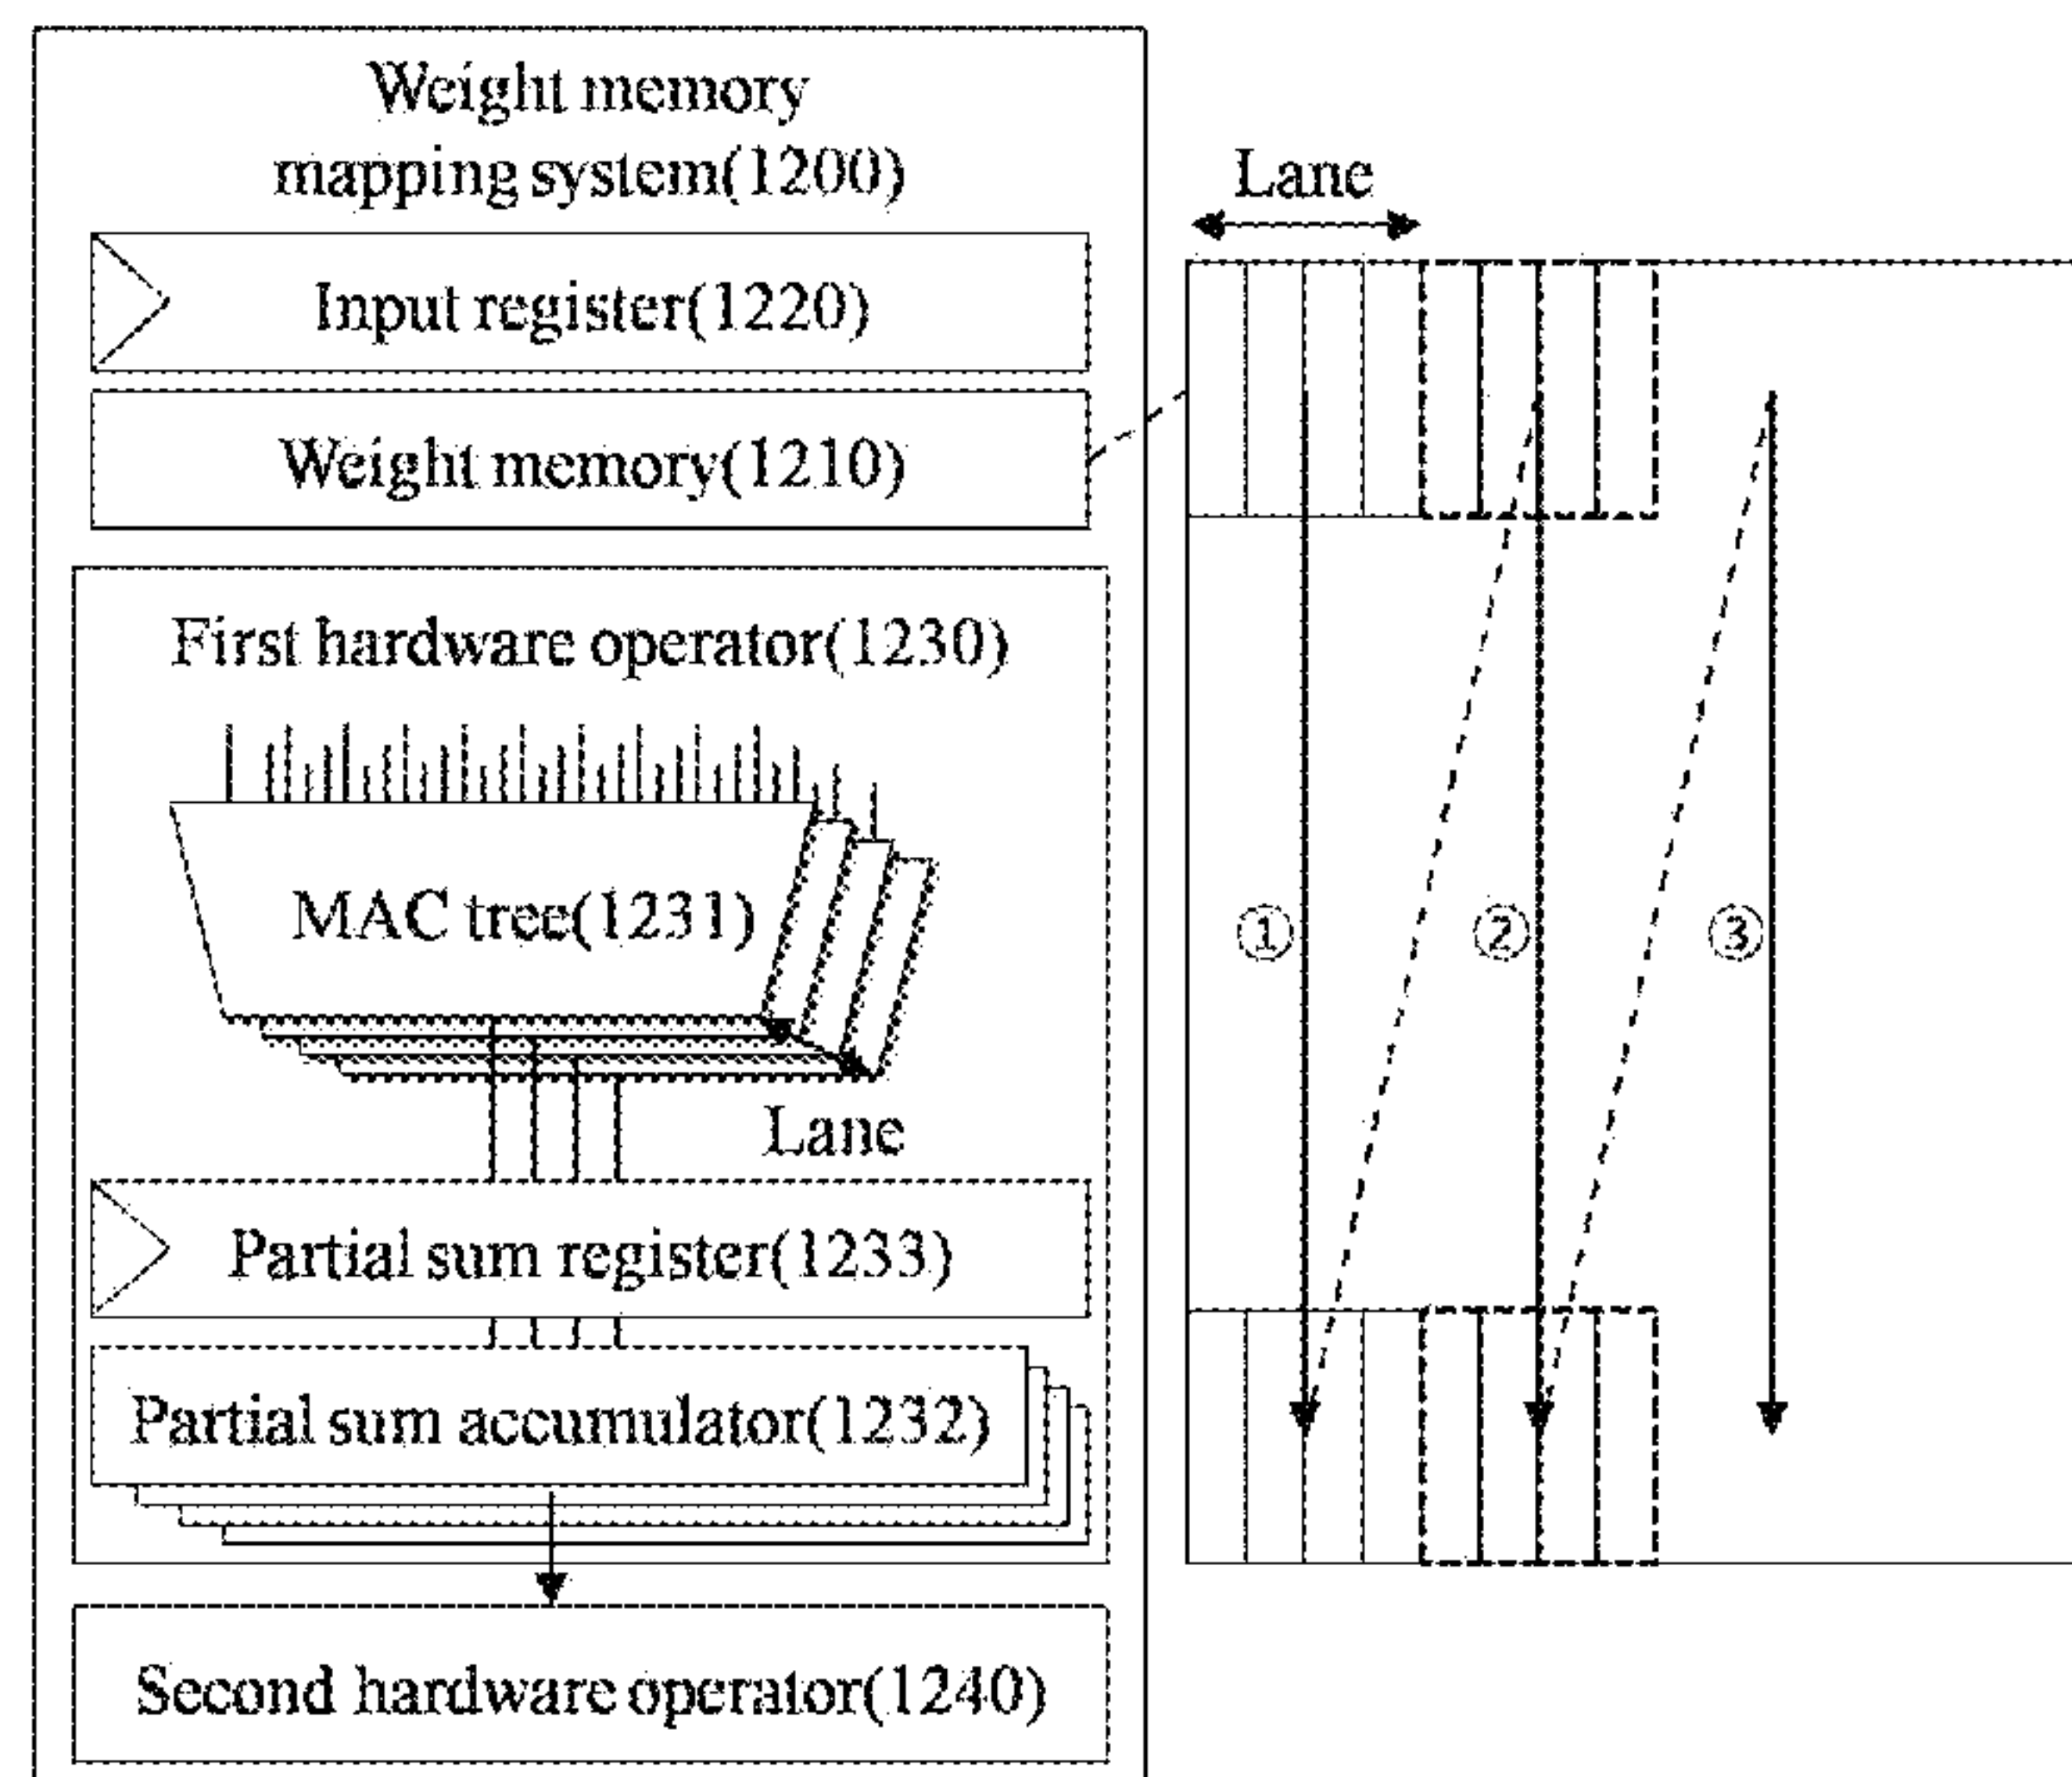 Weight memory
mapping system(1200)
Input register(1220)
Weight memory(1210)
First hardware operator(1230)
MAC tree(1231)
Lane
Partial sum register(1233)
Partial sum accumulator(1232)
Second hardware operator(1240)
Lane
① ② ③